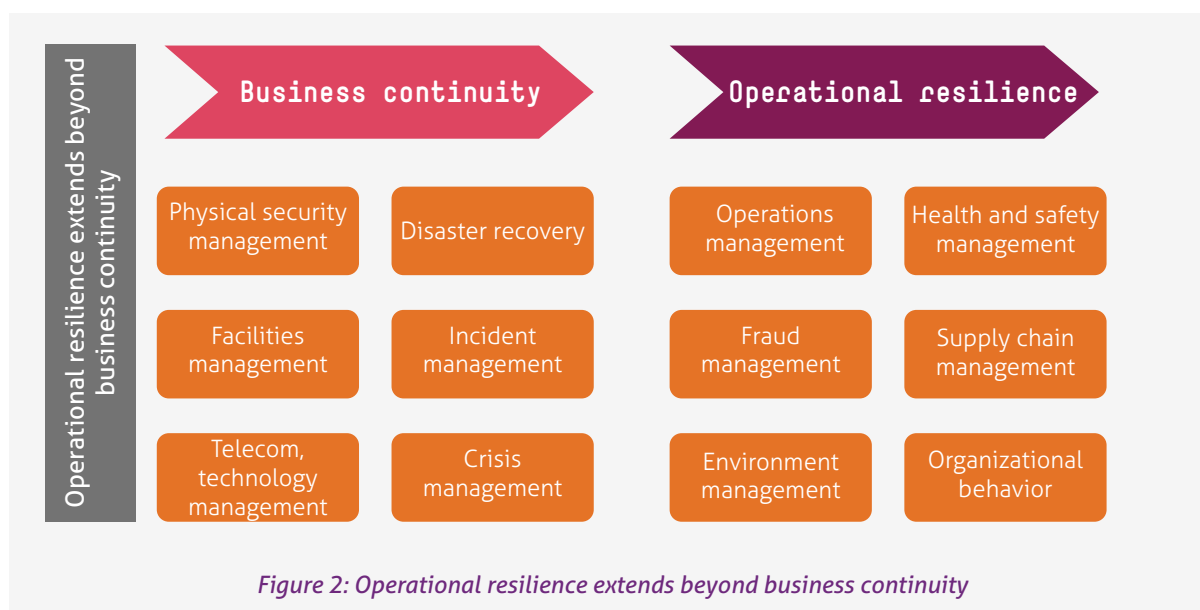 Operational resilience extends beyond
business continuity
Business continuity
Operational resilience
Physical security
management
Disaster recovery
Operations
management
Health and safety
management
Facilities
management
Incident
management
Fraud
management
Supply chain
management
Telecom,
technology
management
Crisis
management
Environment
management
Organizational
behavior
Figure 2: Operational resilience extends beyond business continuity